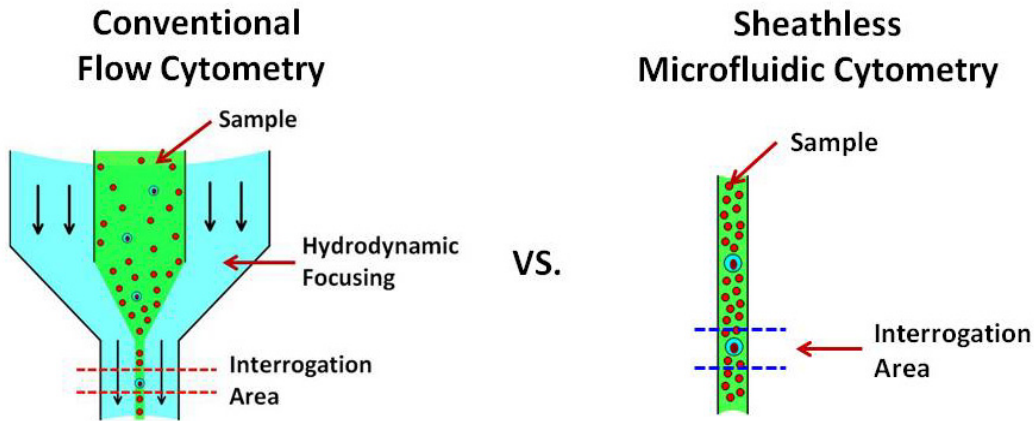 Conventional
Flow Cytometry
Sample
Hydrodynamic
Focusing
Interrogation
Area
VS.
Sheathless
Microfluidic Cytometry
Sample
Interrogation
Area